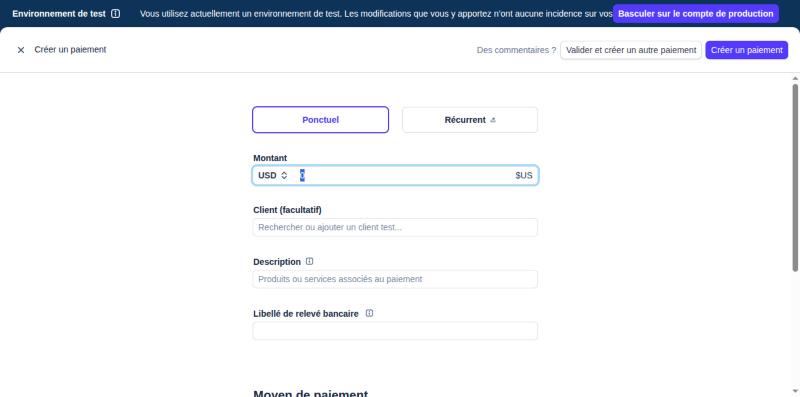 Environnement de test
Vous utilisez actuellement un environnement de test. Les modifications que vous y apportez n'ont aucune incidence sur vos
Basculer sur le compte de production
Créer un paiement
Des commentaires ?
Valider et créer un autre paiement
Créer un paiement
Ponctuel
Récurrent
Montant
USD 0 $US
Client (facultatif)
Rechercher ou ajouter un client test...
Description
Produits ou services associés au paiement
Libellé de relevé bancaire
Moyen de paiement